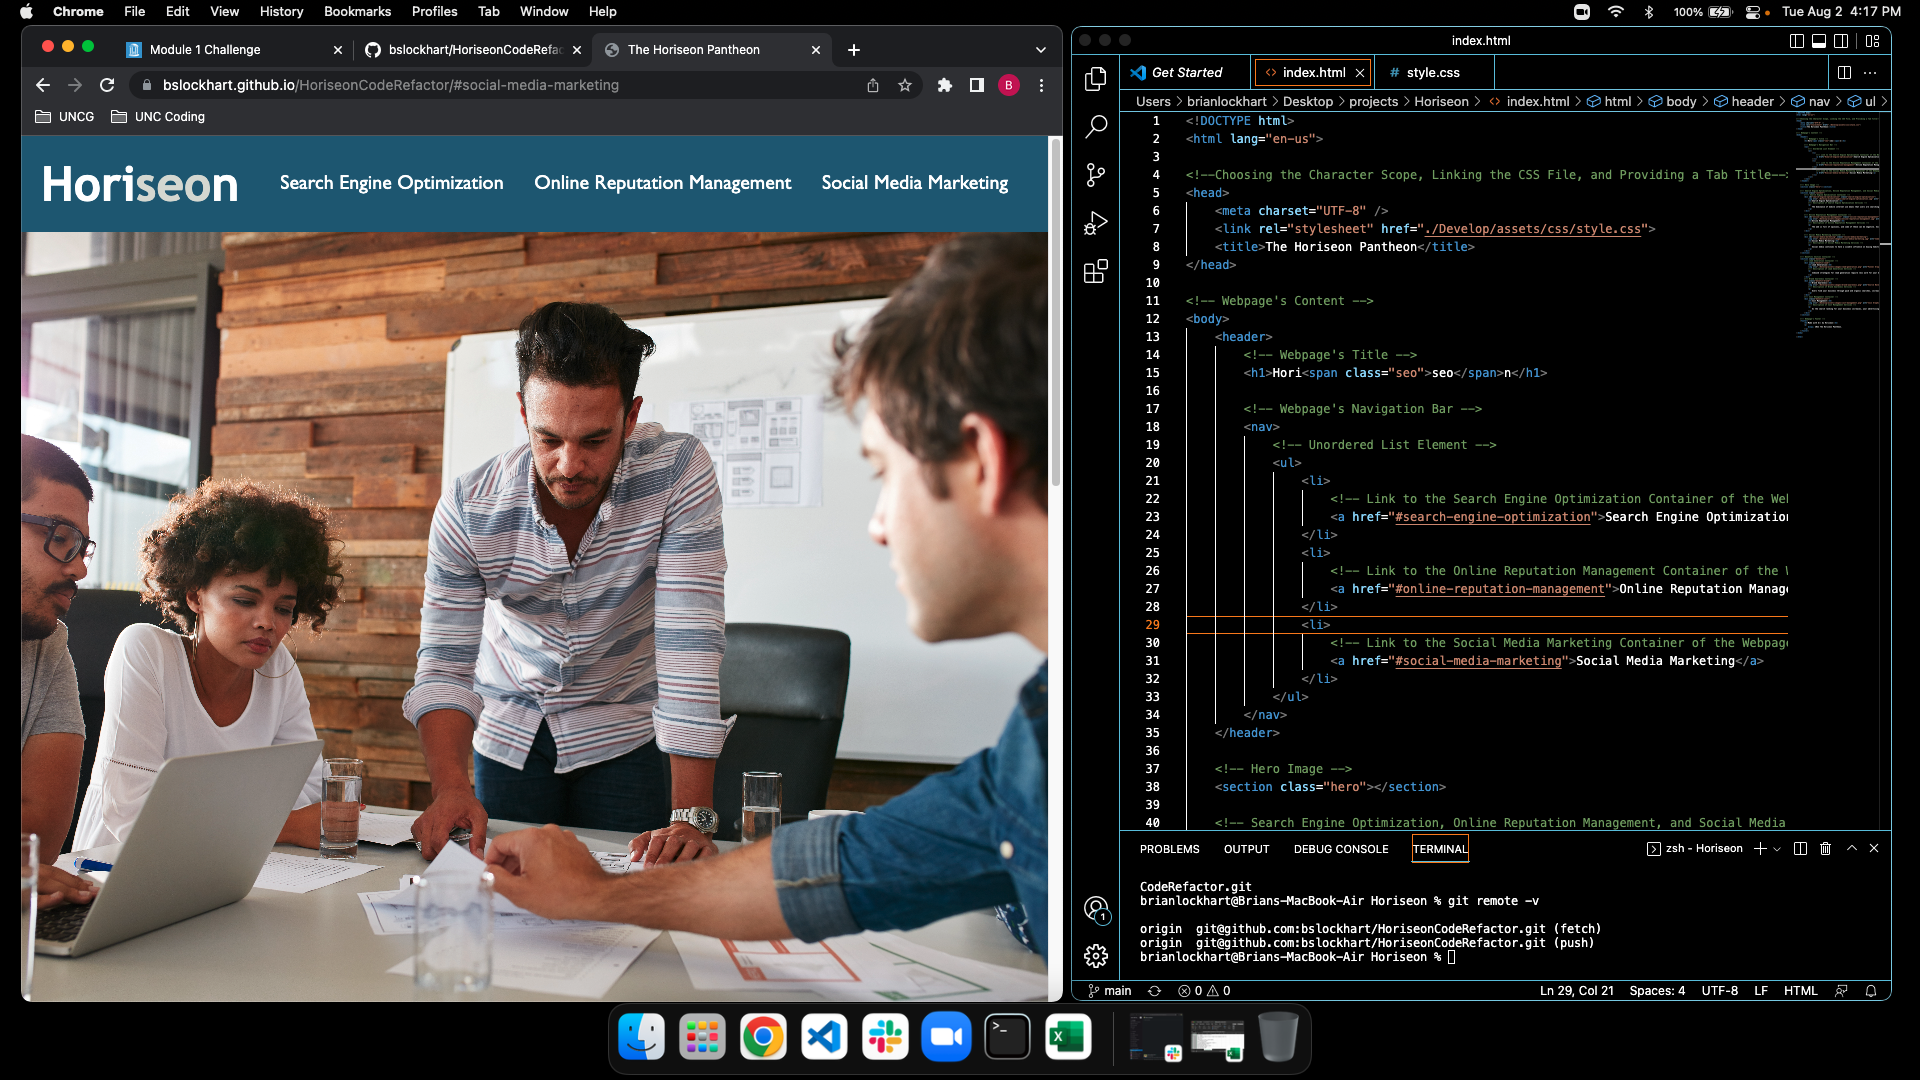 Chrome File Edit View History Bookmarks Profiles Tab Window Help
100% Tue Aug 2 4:17 PM
Module 1 Challenge
bslockhart/HoriseonCodeRefac
The Horiseon Pantheon
bslockhart.github.io/HoriseonCodeRefactor/#social-media-marketing
B
UNCG
UNC Coding
Horiseon
Search Engine Optimization
Online Reputation Management
Social Media Marketing
index.html
Get Started
<> index.html
# style.css
Users > brianlockhart > Desktop > projects > Horiseon > <> index.html > html > body > header > nav > ul >
1 <!DOCTYPE html>
2 <html lang="en-us">
3
4 <!--Choosing the Character Scope, Linking the CSS File, and Providing a Tab Title-->
5 <head>
6 <meta charset="UTF-8" />
7 <link rel="stylesheet" href="./Develop/assets/css/style.css">
8 <title>The Horiseon Pantheon</title>
9 </head>
10
11 <!-- Webpage's Content -->
12 <body>
13 <header>
14 <!-- Webpage's Title -->
15 <h1>Hori<span class="seo">seo</span>n</h1>
16
17 <!-- Webpage's Navigation Bar -->
18 <nav>
19 <!-- Unordered List Element -->
20 <ul>
21 <li>
22 <!-- Link to the Search Engine Optimization Container of the Wel
23 <a href="#search-engine-optimization">Search Engine Optimization
24 </li>
25 <li>
26 <!-- Link to the Online Reputation Management Container of the
27 <a href="#online-reputation-management">Online Reputation Manage
28 </li>
29 <li>
30 <!-- Link to the Social Media Marketing Container of the Webpage
31 <a href="#social-media-marketing">Social Media Marketing</a>
32 </li>
33 </ul>
34 </nav>
35 </header>
36
37 <!-- Hero Image -->
38 <section class="hero"></section>
39
40 <!-- Search Engine Optimization, Online Reputation Management, and Social Media
PROBLEMS OUTPUT DEBUG CONSOLE TERMINAL
zsh - Horiseon
CodeRefactor.git
brianlockhart@Brians-MacBook-Air Horiseon % git remote -v
origin git@github.com:bslockhart/HoriseonCodeRefactor.git (fetch)
origin git@github.com:bslockhart/HoriseonCodeRefactor.git (push)
brianlockhart@Brians-MacBook-Air Horiseon %
1
main 0 0
Ln 29, Col 21 Spaces: 4 UTF-8 LF HTML